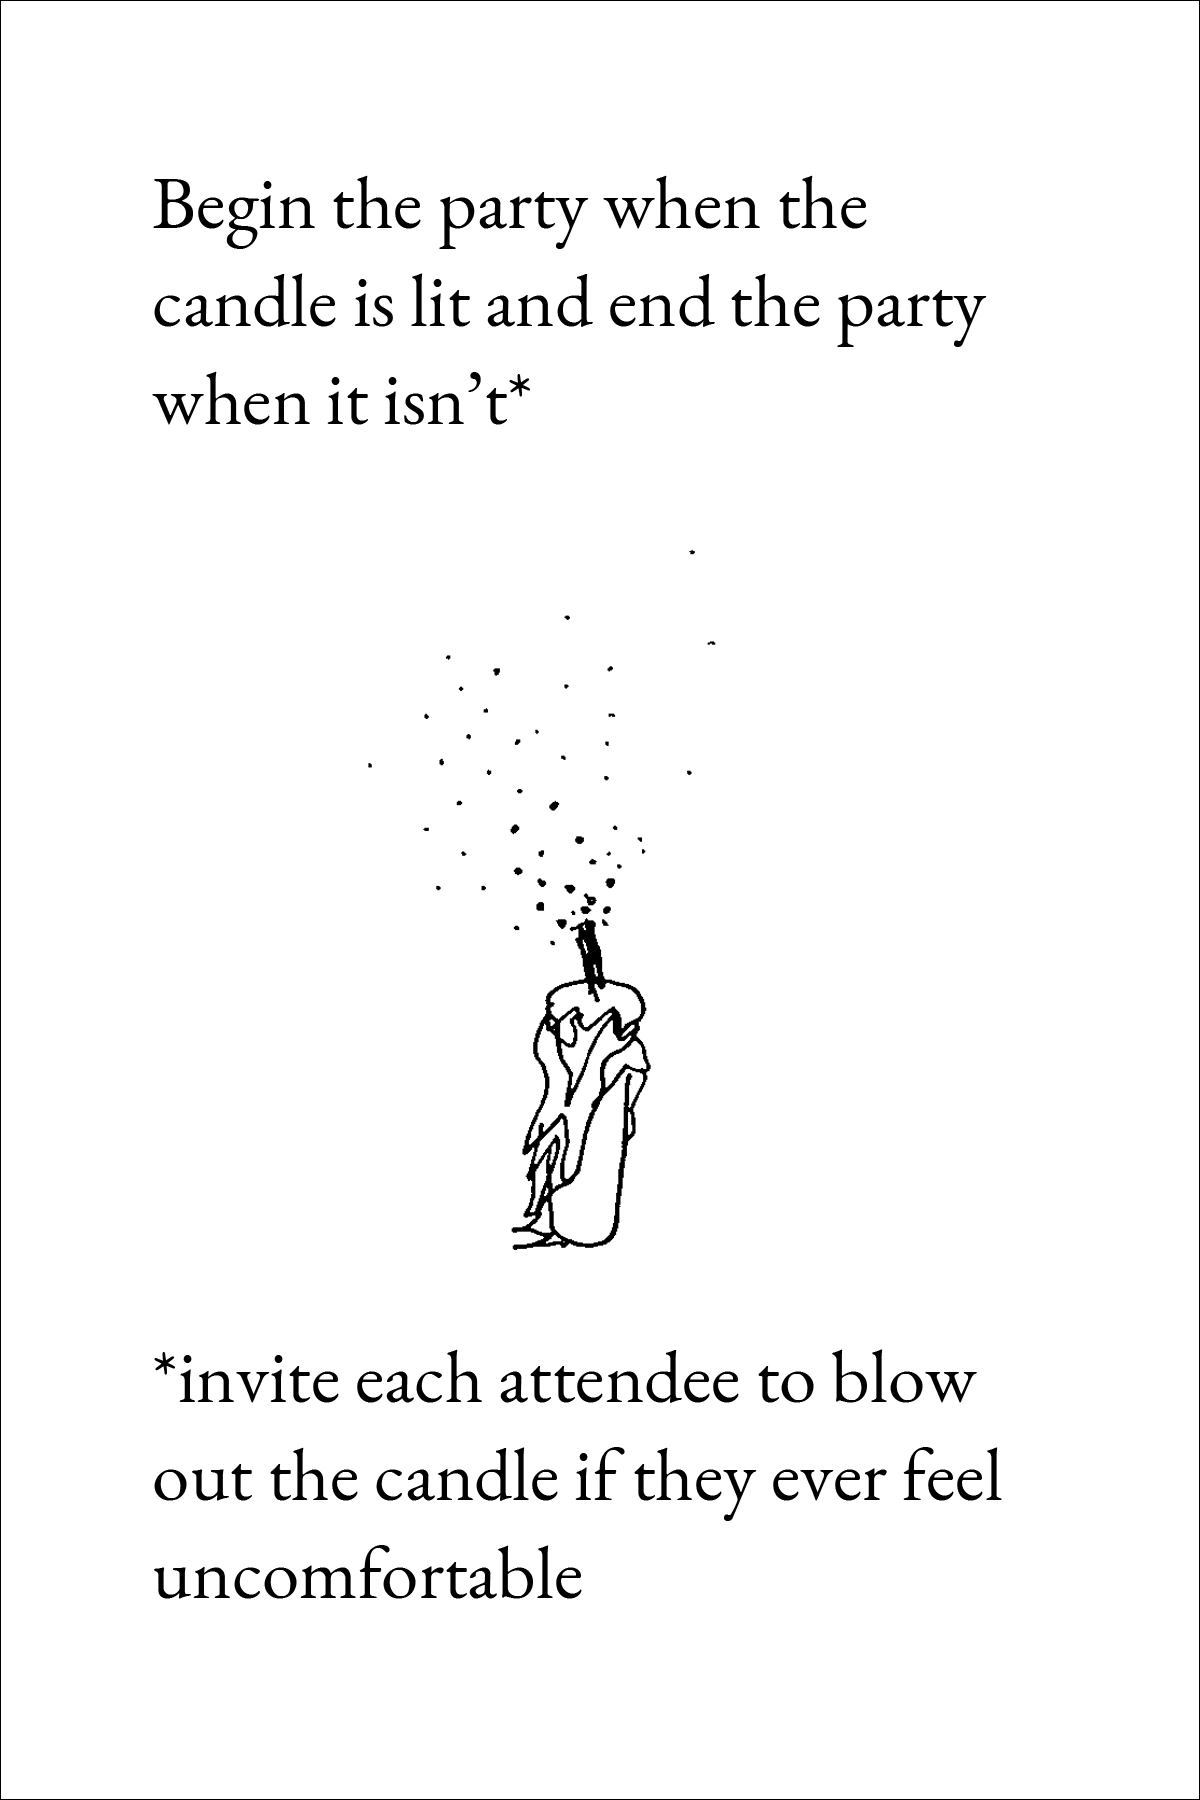 Begin the party when the
candle is lit and end the party
when it isn’t*
*invite each attendee to blow
out the candle if they ever feel
uncomfortable